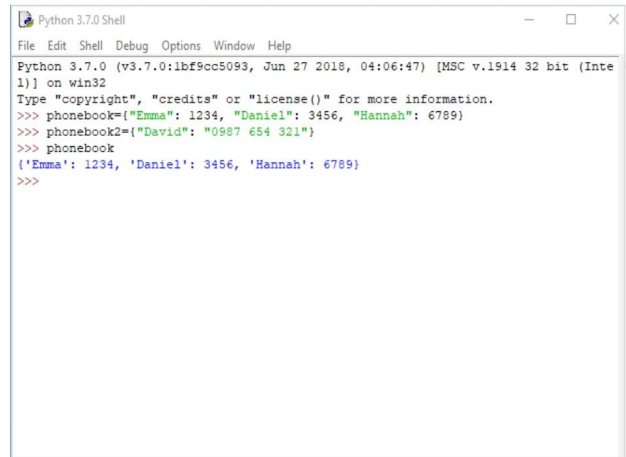 Python 3.7.0 Shell
File Edit Shell Debug Options Window Help
Python 3.7.0 (v3.7.0:1bf9cc5093, Jun 27 2018, 04:06:47) [MSC v.1914 32 bit (Inte
l)] on win32
Type "copyright", "credits" or "license()" for more information.
>>> phonebook={"Emma": 1234, "Daniel": 3456, "Hannah": 6789}
>>> phonebook2={"David": "0987 654 321"}
>>> phonebook
{'Emma': 1234, 'Daniel': 3456, 'Hannah': 6789}
>>>